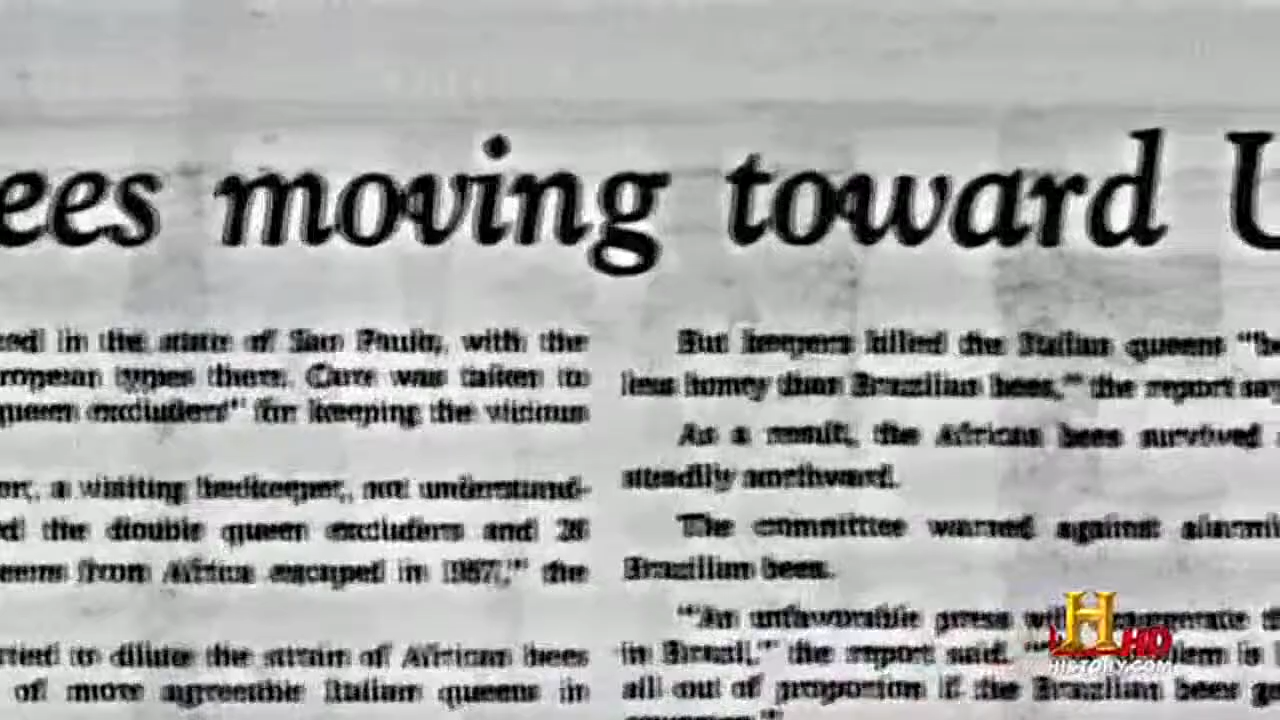 ees moving toward U
ed in the state of Sao Paulo, with the
ropean types there. Care was taken to
queen excluders" for keeping the vicious
or, a visiting beekeeper, not understand-
d the double queen excluders and 26
eens from Africa escaped in 1957," the
ried to dilute the strain of African bees
of more agreeable Italian queens in
But keepers killed the Italian queens "be
less honey than Brazilian bees," the report say
As a result, the African bees survived
steadily northward.
The committee warned against alarmi
Brazilian bees.
"An unfavorable press will exaggerate th
in Brazil," the report said. "lem is
all out of proportion if the Brazilian bees ge
H HD
HISTORY.COM